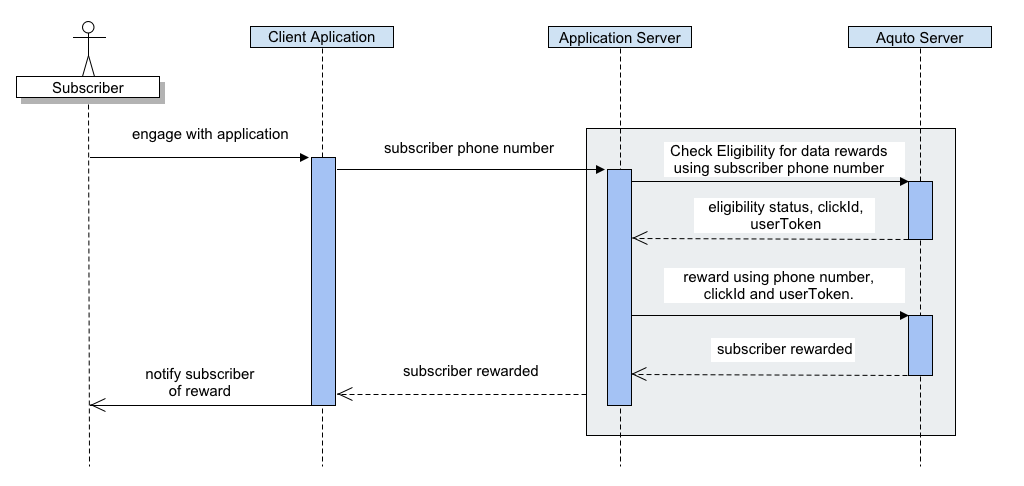 Client Aplication
Application Server
Aquto Server
Subscriber
engage with application
subscriber phone number
Check Eligibility for data rewards
using subscriber phone number
eligibility status, clickId,
userToken
reward using phone number,
clickId and userToken.
subscriber rewarded
subscriber rewarded
notify subscriber
of reward